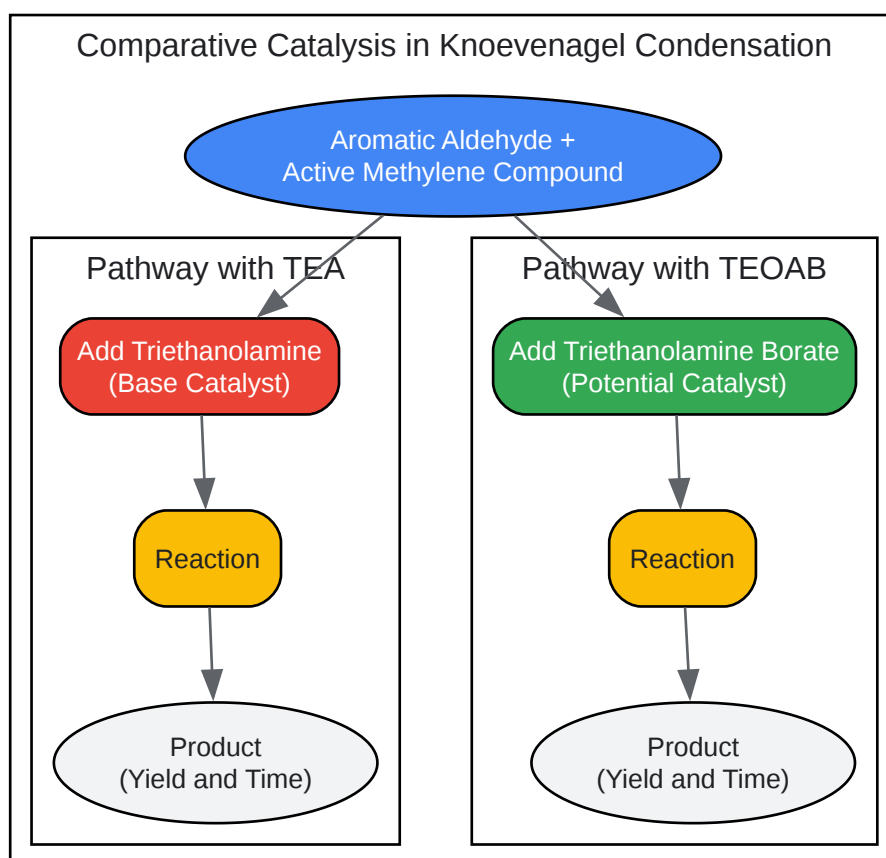 Comparative Catalysis in Knoevenagel Condensation
Aromatic Aldehyde +
Active Methylene Compound
Pathway with TEA
Add Triethanolamine
(Base Catalyst)
Reaction
Product
(Yield and Time)
Pathway with TEOAB
Add Triethanolamine Borate
(Potential Catalyst)
Reaction
Product
(Yield and Time)